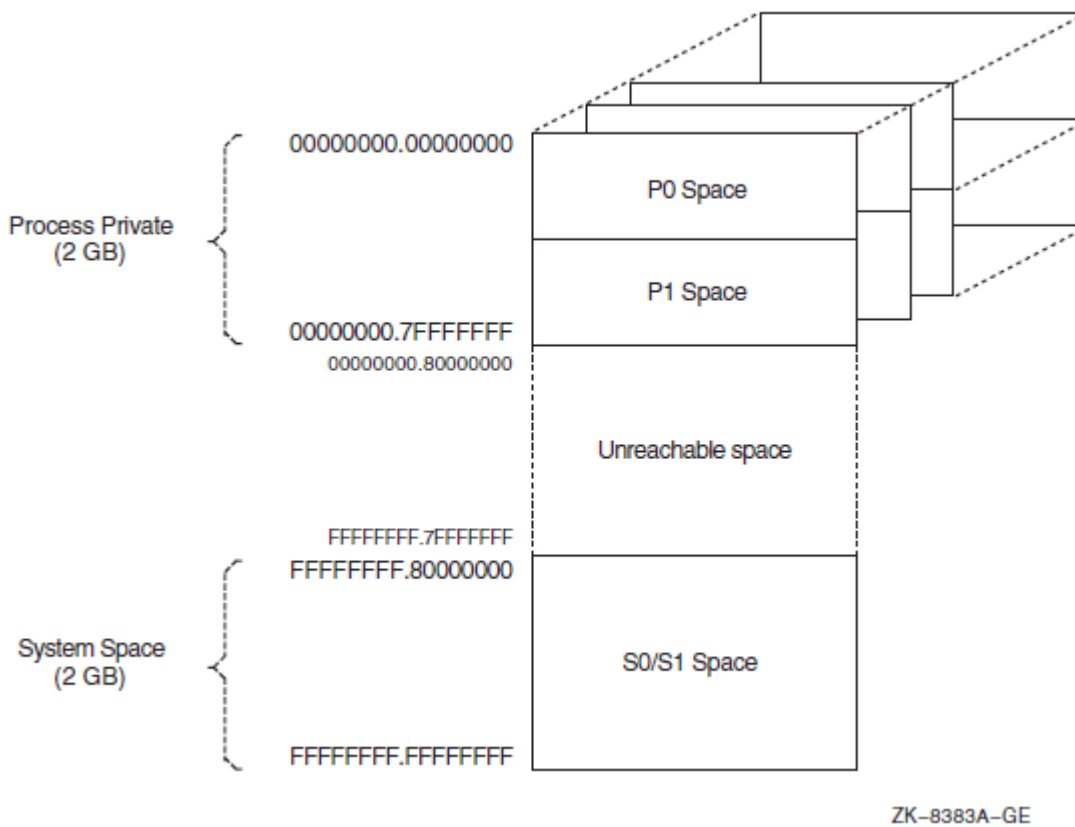 00000000.00000000
P0 Space
Process Private
(2 GB)
P1 Space
00000000.7FFFFFFF
00000000.80000000
Unreachable space
FFFFFFFF.7FFFFFFF
FFFFFFFF.80000000
System Space
(2 GB)
S0/S1 Space
FFFFFFFF.FFFFFFFF
ZK–8383A–GE